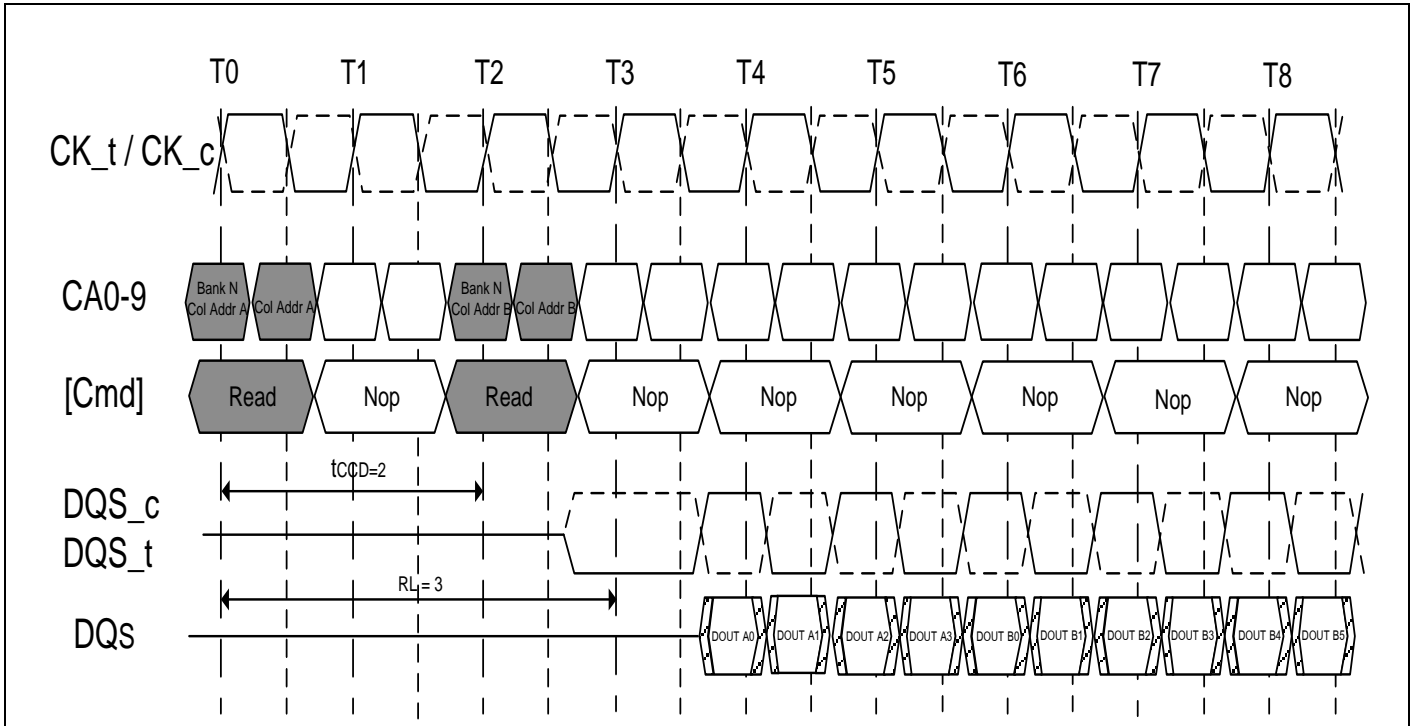 T0 T1 T2 T3 T4 T5 T6 T7 T8
CK_t / CK_c
CA0-9
Bank N
Col Addr A
Col Addr A
Bank N
Col Addr B
Col Addr B
[Cmd]
Read Nop Read Nop Nop Nop Nop Nop Nop
tCCD=2
DQS_c
DQS_t
RL = 3
DQs
DOUT A0 DOUT A1 DOUT A2 DOUT A3 DOUT B0 DOUT B1 DOUT B2 DOUT B3 DOUT B4 DOUT B5